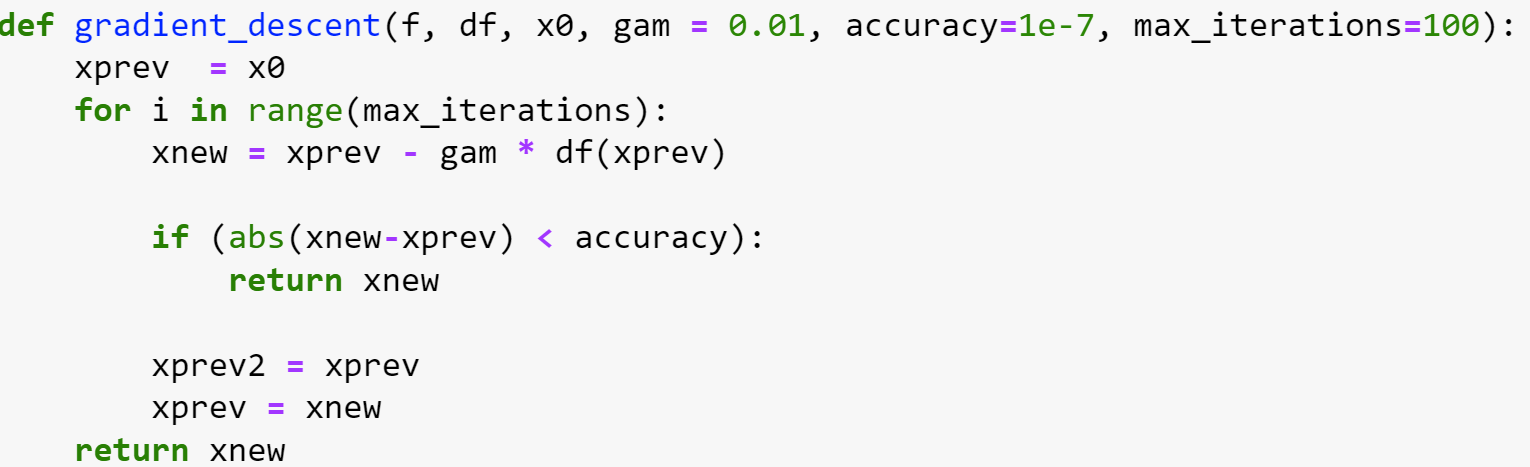 def gradient_descent(f, df, x0, gam = 0.01, accuracy=1e-7, max_iterations=100):
    xprev  = x0
    for i in range(max_iterations):
        xnew = xprev - gam * df(xprev)

        if (abs(xnew-xprev) < accuracy):
            return xnew

        xprev2 = xprev
        xprev = xnew
    return xnew